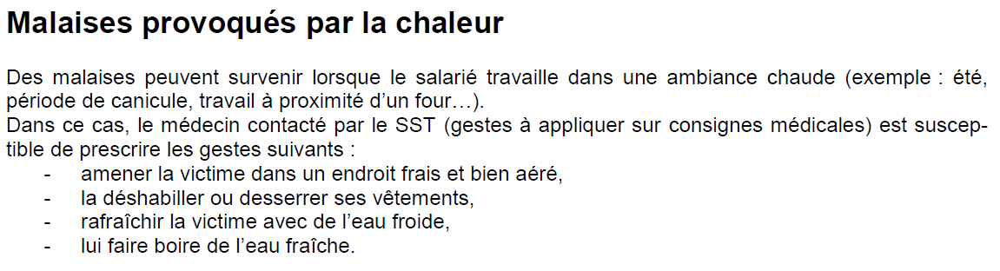 Malaises provoqués par la chaleur
Des malaises peuvent survenir lorsque le salarié travaille dans une ambiance chaude (exemple : été,
période de canicule, travail à proximité d’un four…).
Dans ce cas, le médecin contacté par le SST (gestes à appliquer sur consignes médicales) est suscep-
tible de prescrire les gestes suivants :
- amener la victime dans un endroit frais et bien aéré,
- la déshabiller ou desserrer ses vêtements,
- rafraîchir la victime avec de l’eau froide,
- lui faire boire de l’eau fraîche.